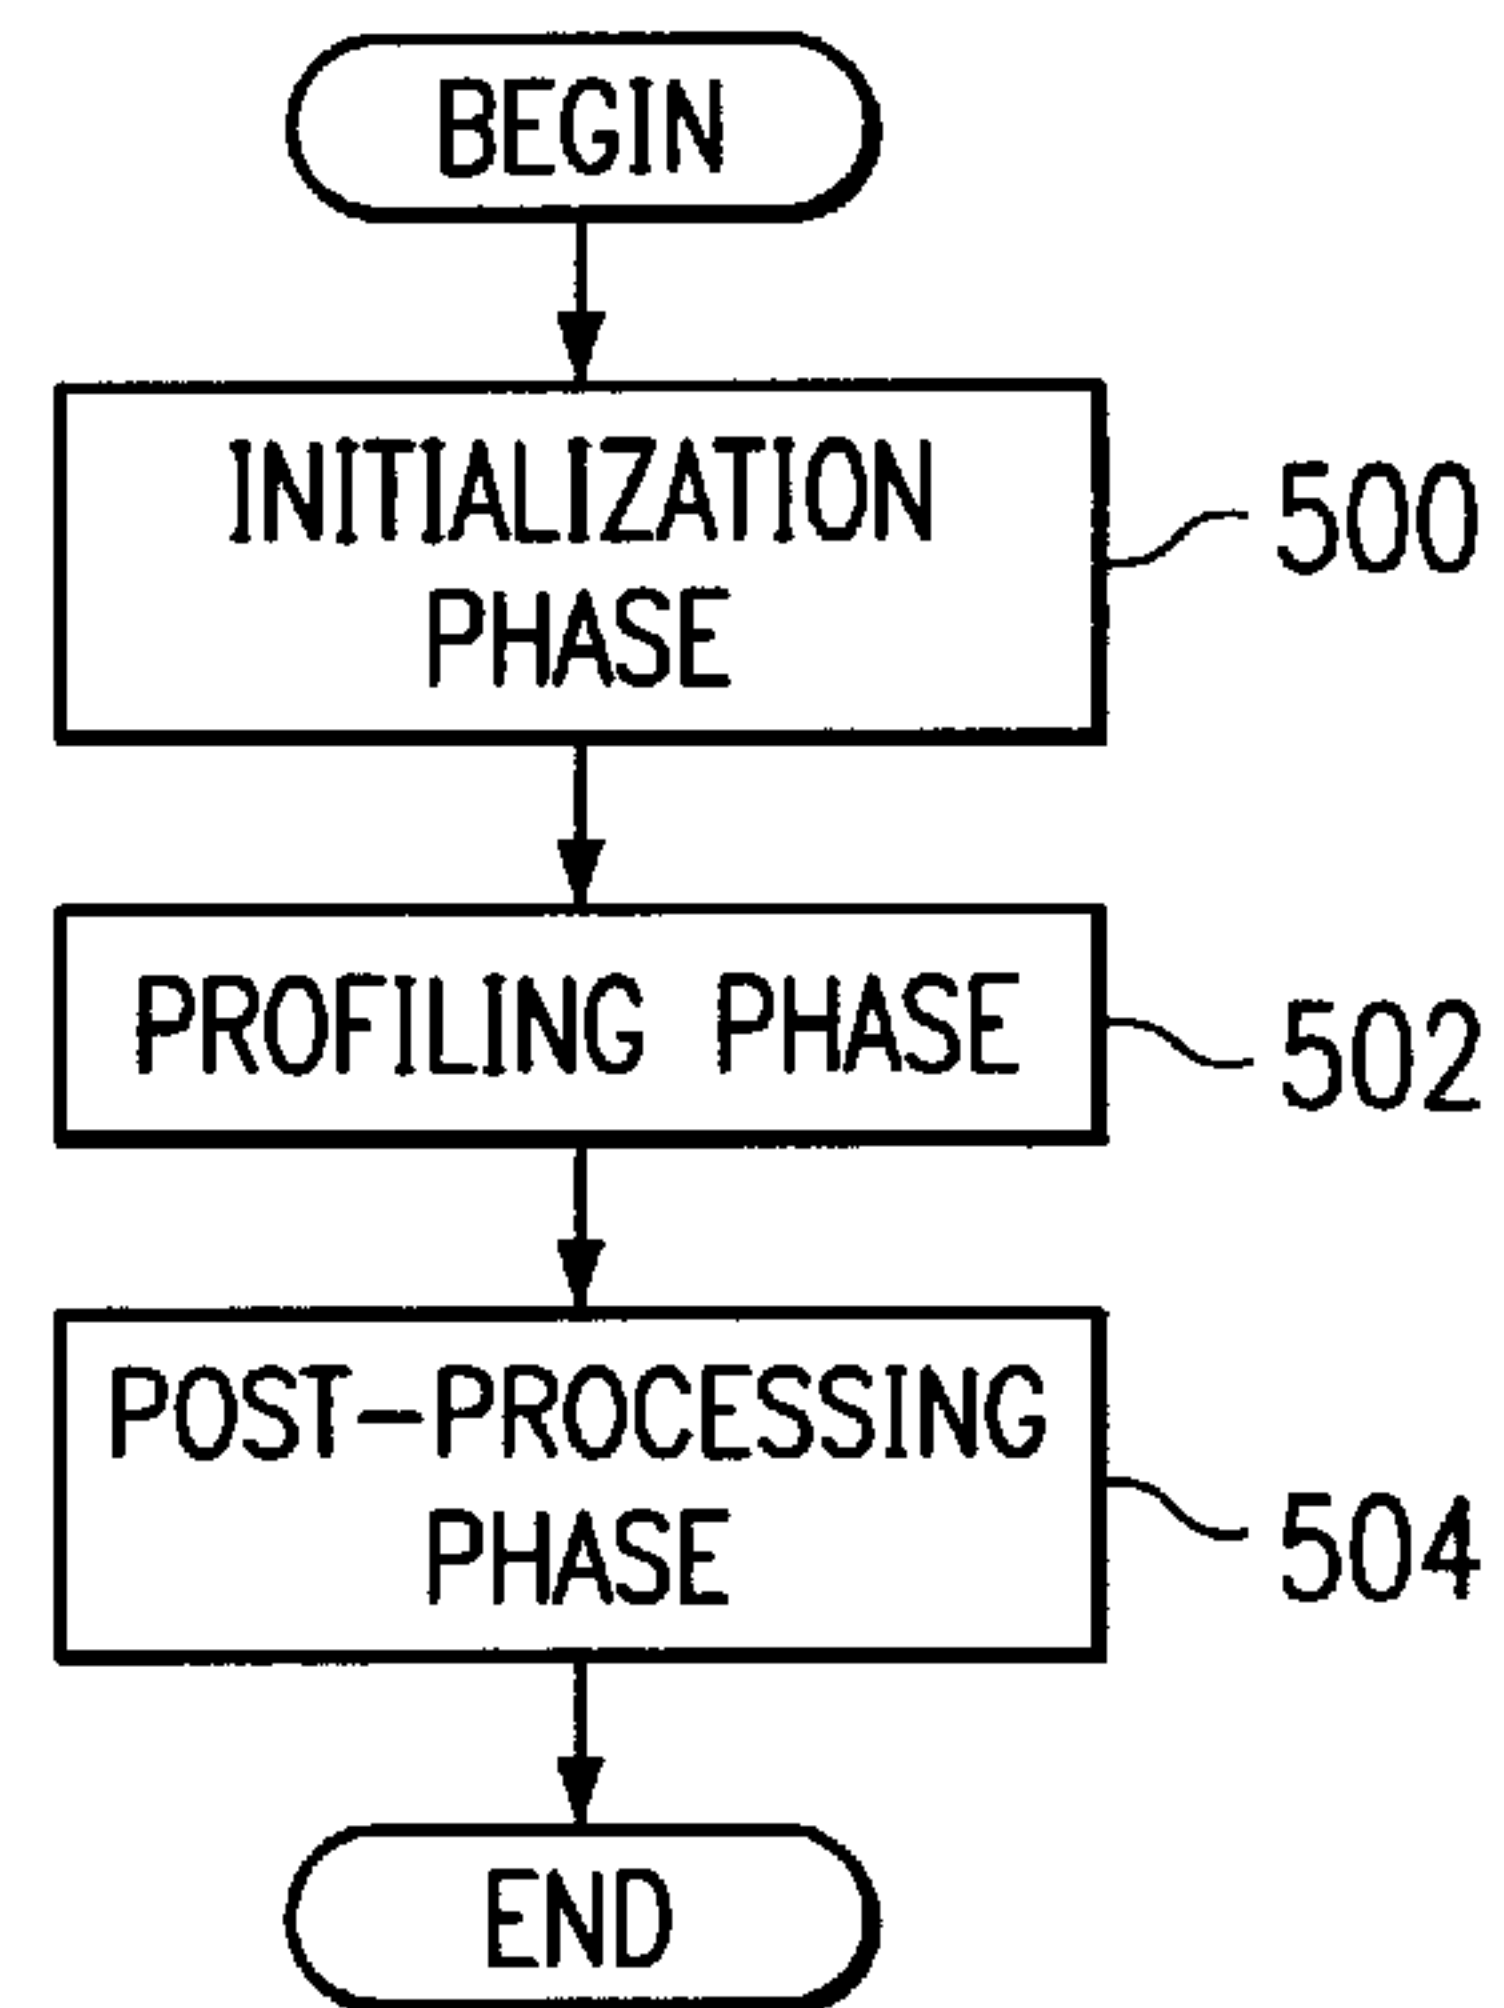 BEGIN
INITIALIZATION
PHASE
500
PROFILING PHASE
502
POST-PROCESSING
PHASE
504
END